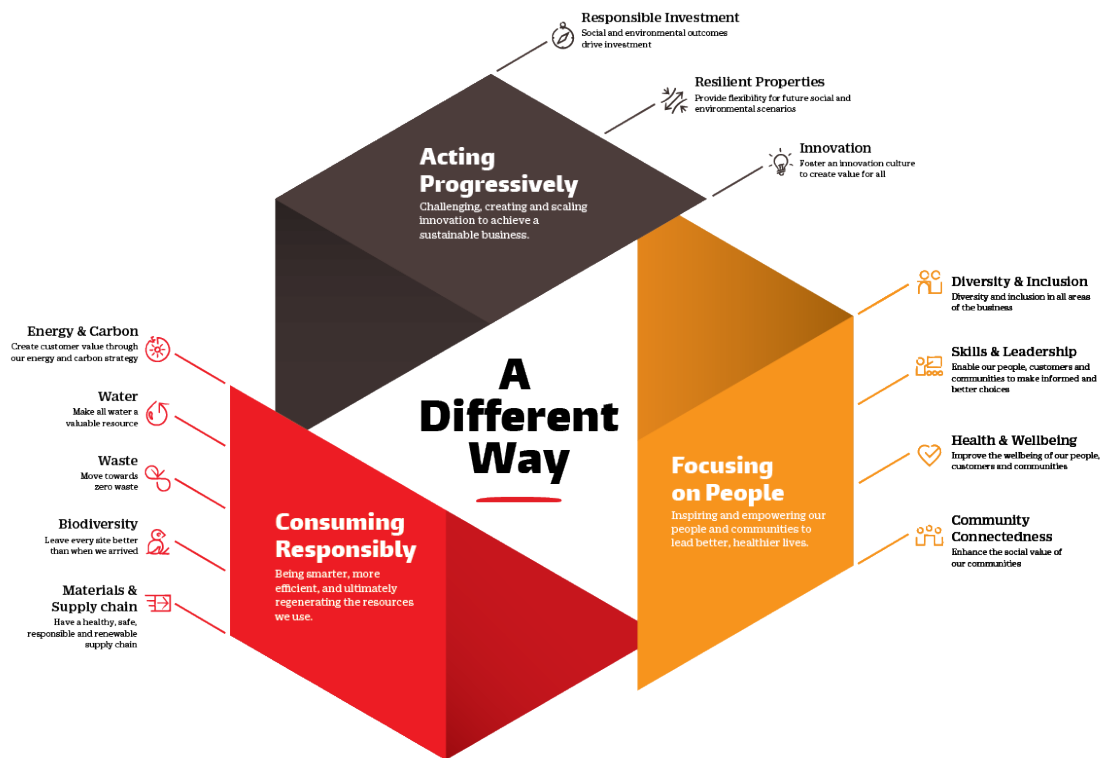 Responsible Investment
Social and environmental outcomes
drive investment
Resilient Properties
Provide flexibility for future social and
environmental scenarios
Innovation
Foster an innovation culture
to create value for all
Acting
Progressively
Challenging, creating and scaling
innovation to achieve a
sustainable business.
Diversity & Inclusion
Diversity and inclusion in all areas
of the business
Skills & Leadership
Enable our people, customers and
communities to make informed and
better choices
Health & Wellbeing
Improve the wellbeing of our people,
customers and communities
Community
Connectedness
Enhance the social value of
our communities
Focusing
on People
Inspiring and empowering our
people and communities to
lead better, healthier lives.
A
Different
Way
Energy & Carbon
Create customer value through
our energy and carbon strategy
Water
Make all water a
valuable resource
Waste
Move towards
zero waste
Biodiversity
Leave every site better
than when we arrived
Materials &
Supply chain
Have a healthy, safe,
responsible and renewable
supply chain
Consuming
Responsibly
Being smarter, more
efficient, and ultimately
regenerating the resources
we use.